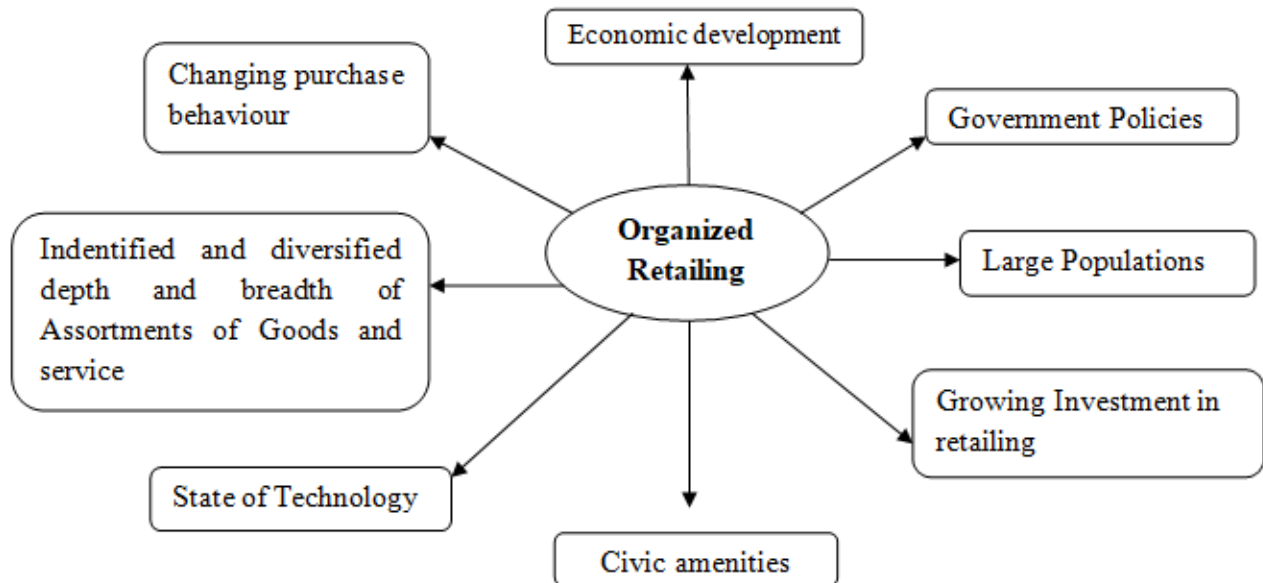 Economic development
Changing purchase
behaviour
Government Policies
Organized
Retailing
Indentified and diversified
depth and breadth of
Assortments of Goods and
service
Large Populations
Growing Investment in
retailing
State of Technology
Civic amenities